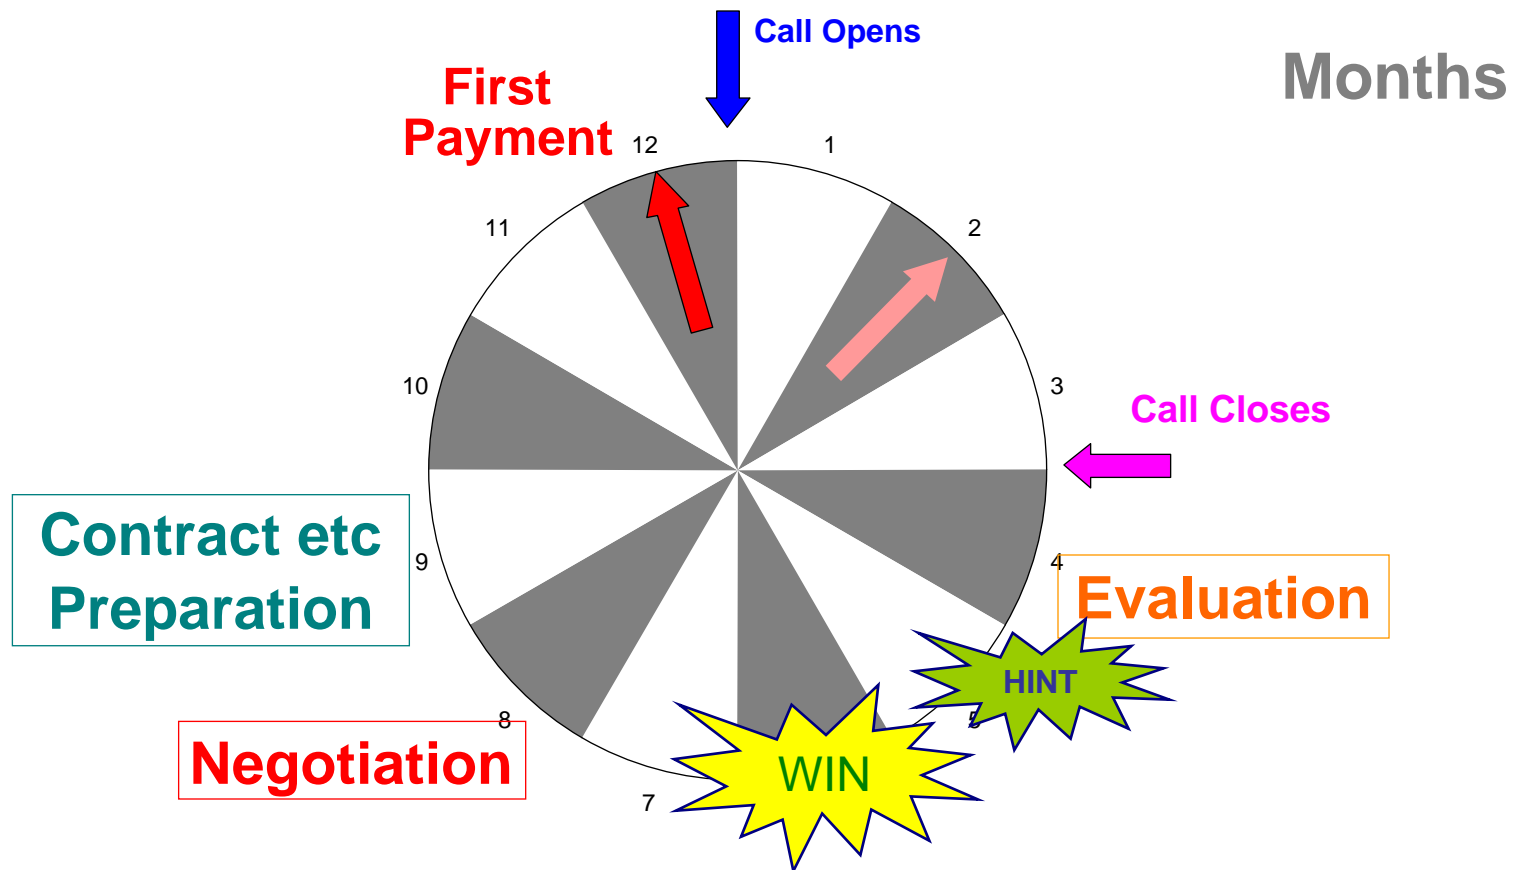 Call Opens
Months
First
Payment
12
1
11
2
10
3
Call Closes
Contract etc
Preparation
9
4
Evaluation
HINT
8
5
Negotiation
WIN
7